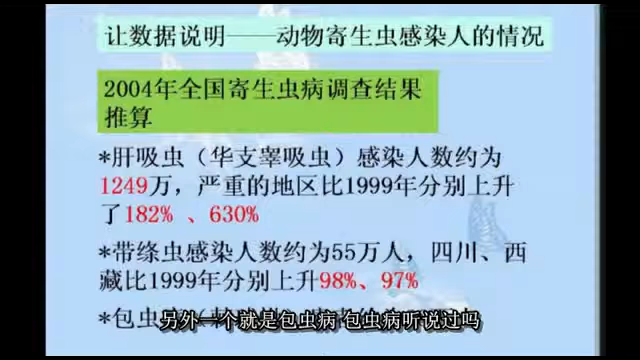 让数据说明——动物寄生虫感染人的情况
2004年全国寄生虫病调查结果
推算
*肝吸虫（华支睾吸虫）感染人数约为
1249万，严重的地区比1999年分别上升
了182% 、630%
*带绦虫感染人数约为55万人，四川、西
藏比1999年分别上升98%、97%
*包虫
另外一个就是包虫病 包虫病听说过吗